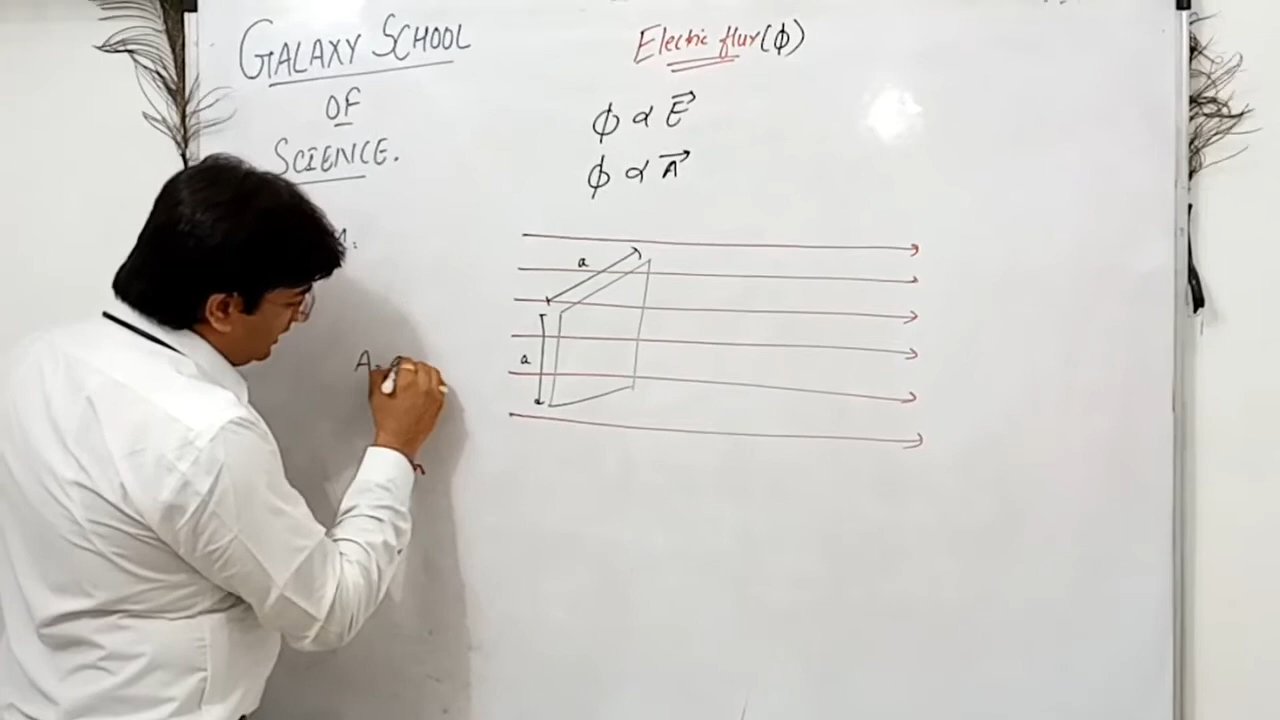 GALAXY SCHOOL
OF
SCIENCE.
Electric flux (ϕ)
ϕ ∝ E⃗
ϕ ∝ A⃗
a
a
A =